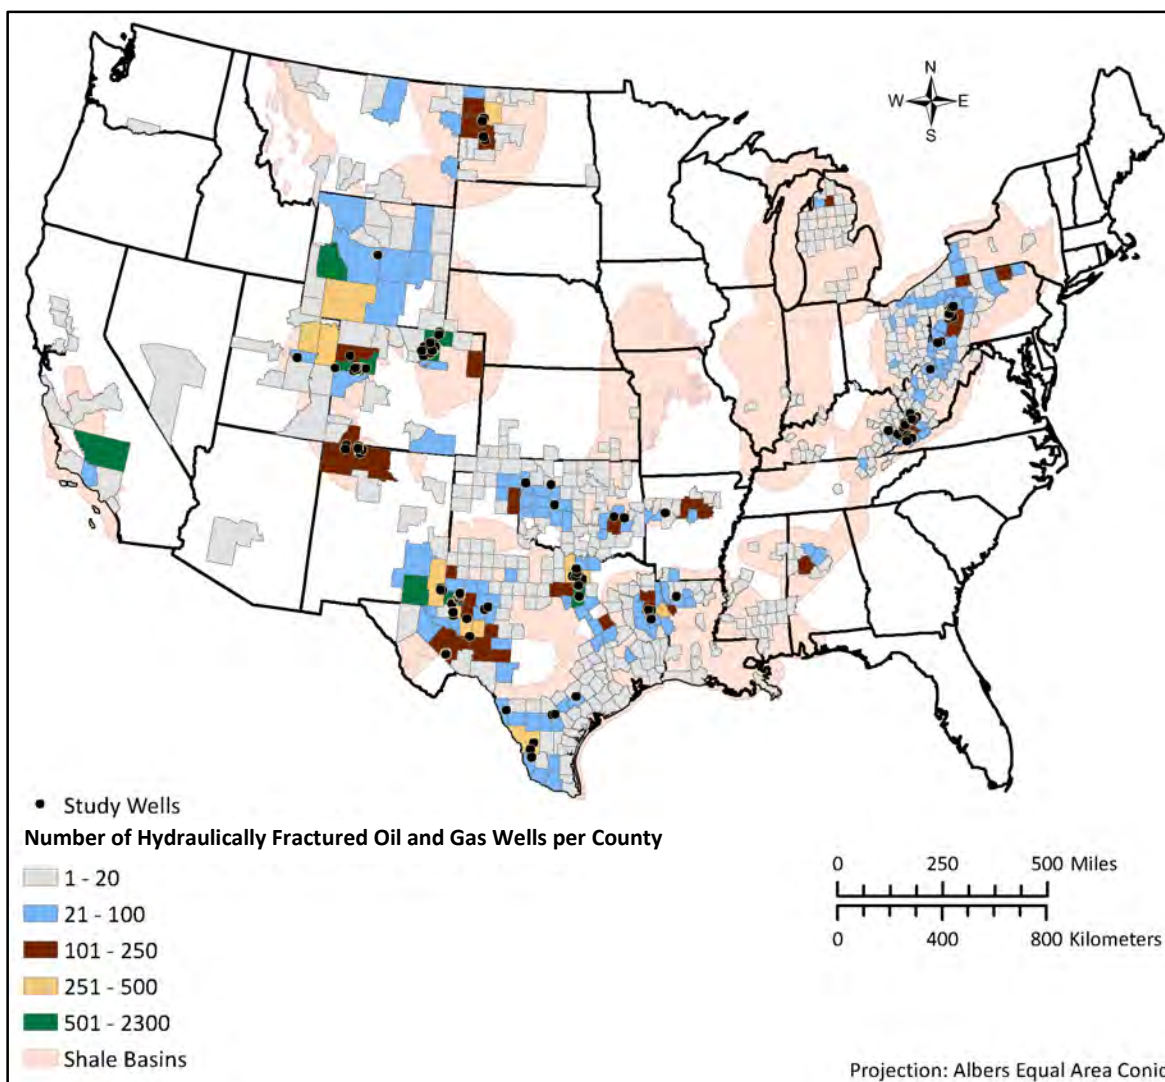 N
W E
S
Study Wells
Number of Hydraulically Fractured Oil and Gas Wells per County
1 - 20
21 - 100
101 - 250
251 - 500
501 - 2300
Shale Basins
0 250 500 Miles
0 400 800 Kilometers
Projection: Albers Equal Area Conic